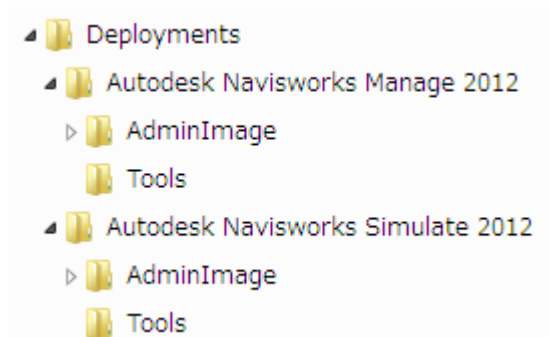 Deployments
Autodesk Navisworks Manage 2012
AdminImage
Tools
Autodesk Navisworks Simulate 2012
AdminImage
Tools